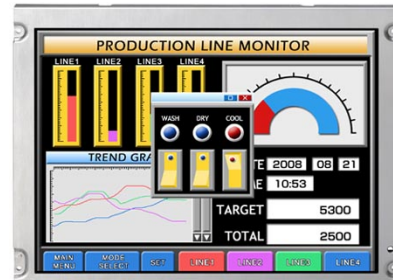 PRODUCTION LINE MONITOR
LINE1 LINE2 LINE3 LINE4
WASH DRY COOL
TREND GRA
TE 2008 08 21
ME 10:53
TARGET 5300
TOTAL 2500
MAIN MENU MODE SELECT SET LINE1 LINE2 LINE3 LINE4